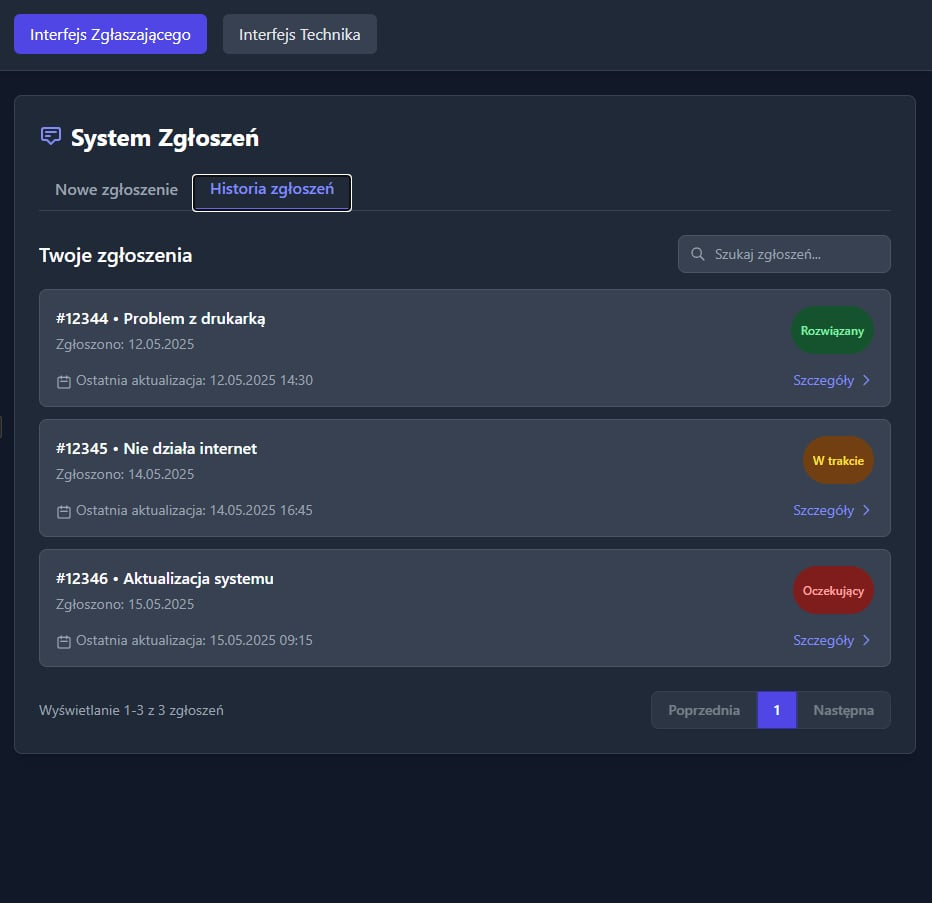 Interfejs Zgłaszającego
Interfejs Technika
System Zgłoszeń
Nowe zgłoszenie
Historia zgłoszeń
Twoje zgłoszenia
Szukaj zgłoszeń...
#12344 • Problem z drukarką
Rozwiązany
Zgłoszono: 12.05.2025
Ostatnia aktualizacja: 12.05.2025 14:30
Szczegóły
#12345 • Nie działa internet
W trakcie
Zgłoszono: 14.05.2025
Ostatnia aktualizacja: 14.05.2025 16:45
Szczegóły
#12346 • Aktualizacja systemu
Oczekujący
Zgłoszono: 15.05.2025
Ostatnia aktualizacja: 15.05.2025 09:15
Szczegóły
Wyświetlanie 1-3 z 3 zgłoszeń
Poprzednia
1
Następna